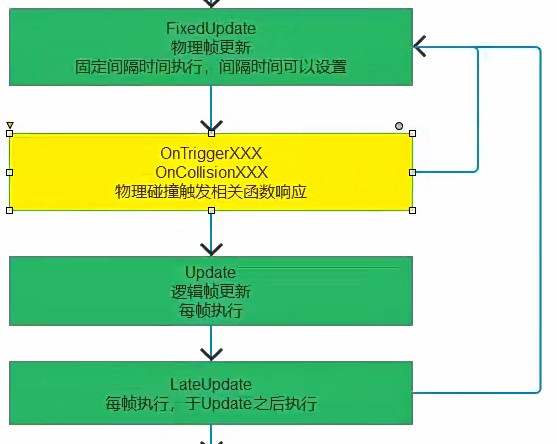 FixedUpdate
物理帧更新
固定间隔时间执行，间隔时间可以设置
OnTriggerXXX
OnCollisionXXX
物理碰撞触发相关函数响应
Update
逻辑帧更新
每帧执行
LateUpdate
每帧执行，于Update之后执行